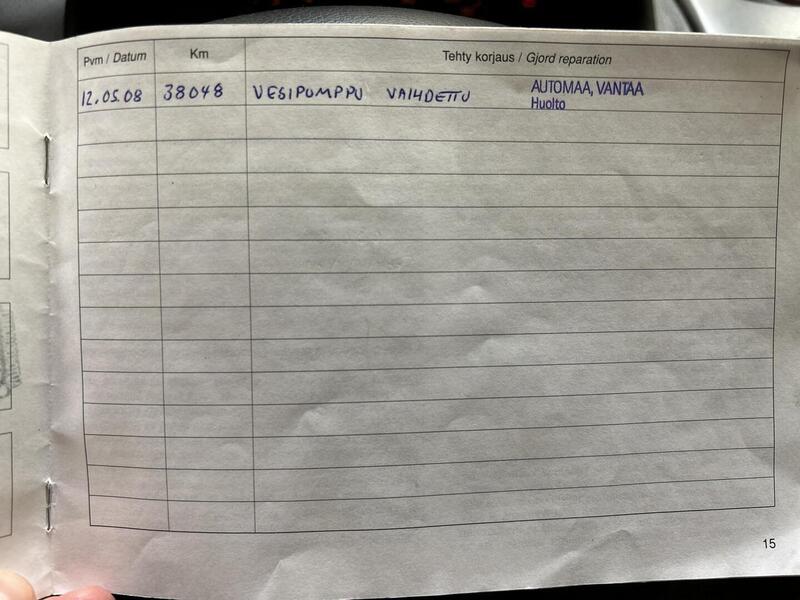 Pvm / Datum Km Tehty korjaus / Gjord reparation
12.05.08 38048 VESIPUMPPU VAIHDETTU AUTOMAA, VANTAA
Huolto
15